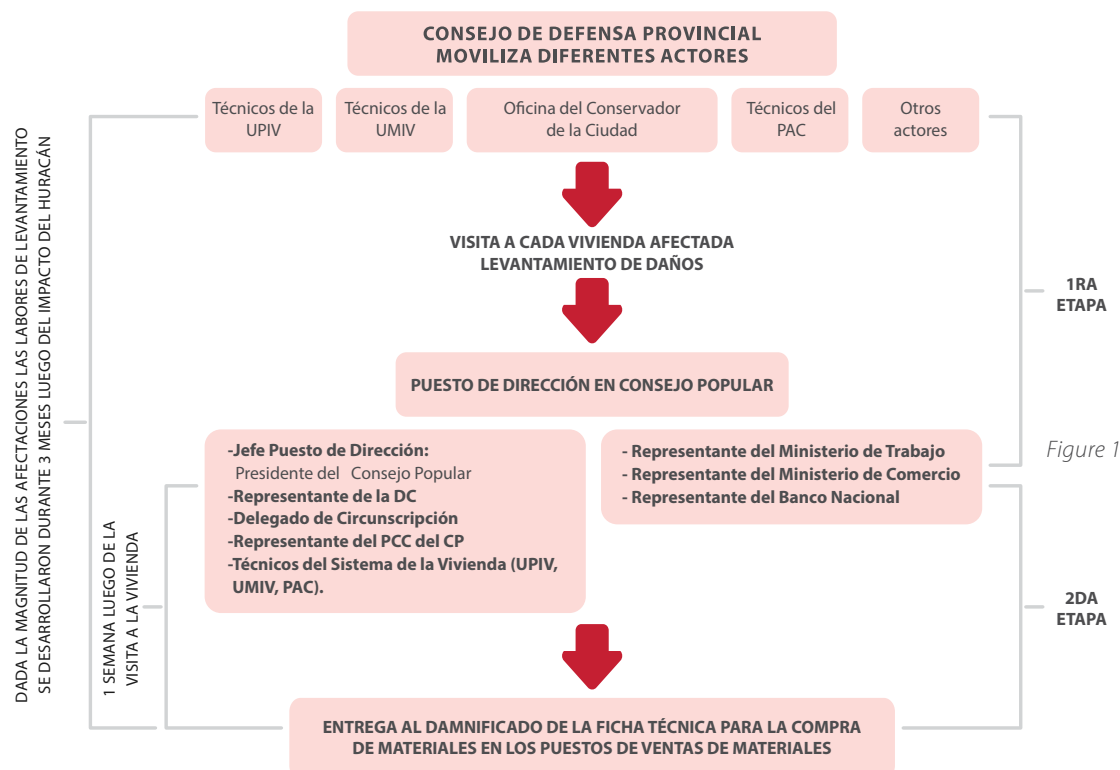 CONSEJO DE DEFENSA PROVINCIAL
MOVILIZA DIFERENTES ACTORES
Técnicos de la
UPIV
Técnicos de la
UMIV
Oficina del Conservador
de la Ciudad
Técnicos del
PAC
Otros
actores
VISITA A CADA VIVIENDA AFECTADA
LEVANTAMIENTO DE DAÑOS
1RA
ETAPA
PUESTO DE DIRECCIÓN EN CONSEJO POPULAR
-Jefe Puesto de Dirección:
Presidente del Consejo Popular
-Representante de la DC
-Delegado de Circunscripción
-Representante del PCC del CP
-Técnicos del Sistema de la Vivienda (UPIV,
UMIV, PAC).
- Representante del Ministerio de Trabajo
- Representante del Ministerio de Comercio
- Representante del Banco Nacional
Figure 1
2DA
ETAPA
ENTREGA AL DAMNIFICADO DE LA FICHA TÉCNICA PARA LA COMPRA
DE MATERIALES EN LOS PUESTOS DE VENTAS DE MATERIALES
DADA LA MAGNITUD DE LAS AFECTACIONES LAS LABORES DE LEVANTAMIENTO
SE DESARROLLARON DURANTE 3 MESES LUEGO DEL IMPACTO DEL HURACÁN
1 SEMANA LUEGO DE LA
VISITA A LA VIVIENDA